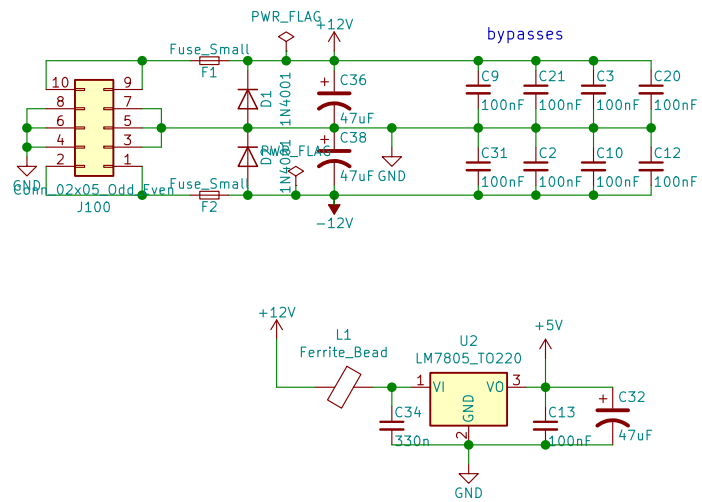 PWR_FLAG
+12V
bypasses
Fuse_Small
F1
10
9
8
7
6
5
4
3
2
1
D1
1N4001
C36
47uF
C9
100nF
C21
100nF
C3
100nF
C20
100nF
D2
1N4001
PWR_FLAG
C38
47uF
GND
C31
100nF
C2
100nF
C10
100nF
C12
100nF
GND
Conn_02x05_Odd_Even
J100
Fuse_Small
F2
-12V
+12V
L1
Ferrite_Bead
U2
LM7805_TO220
+5V
1
VI
VO
3
GND
2
C34
330n
C13
100nF
C32
47uF
GND